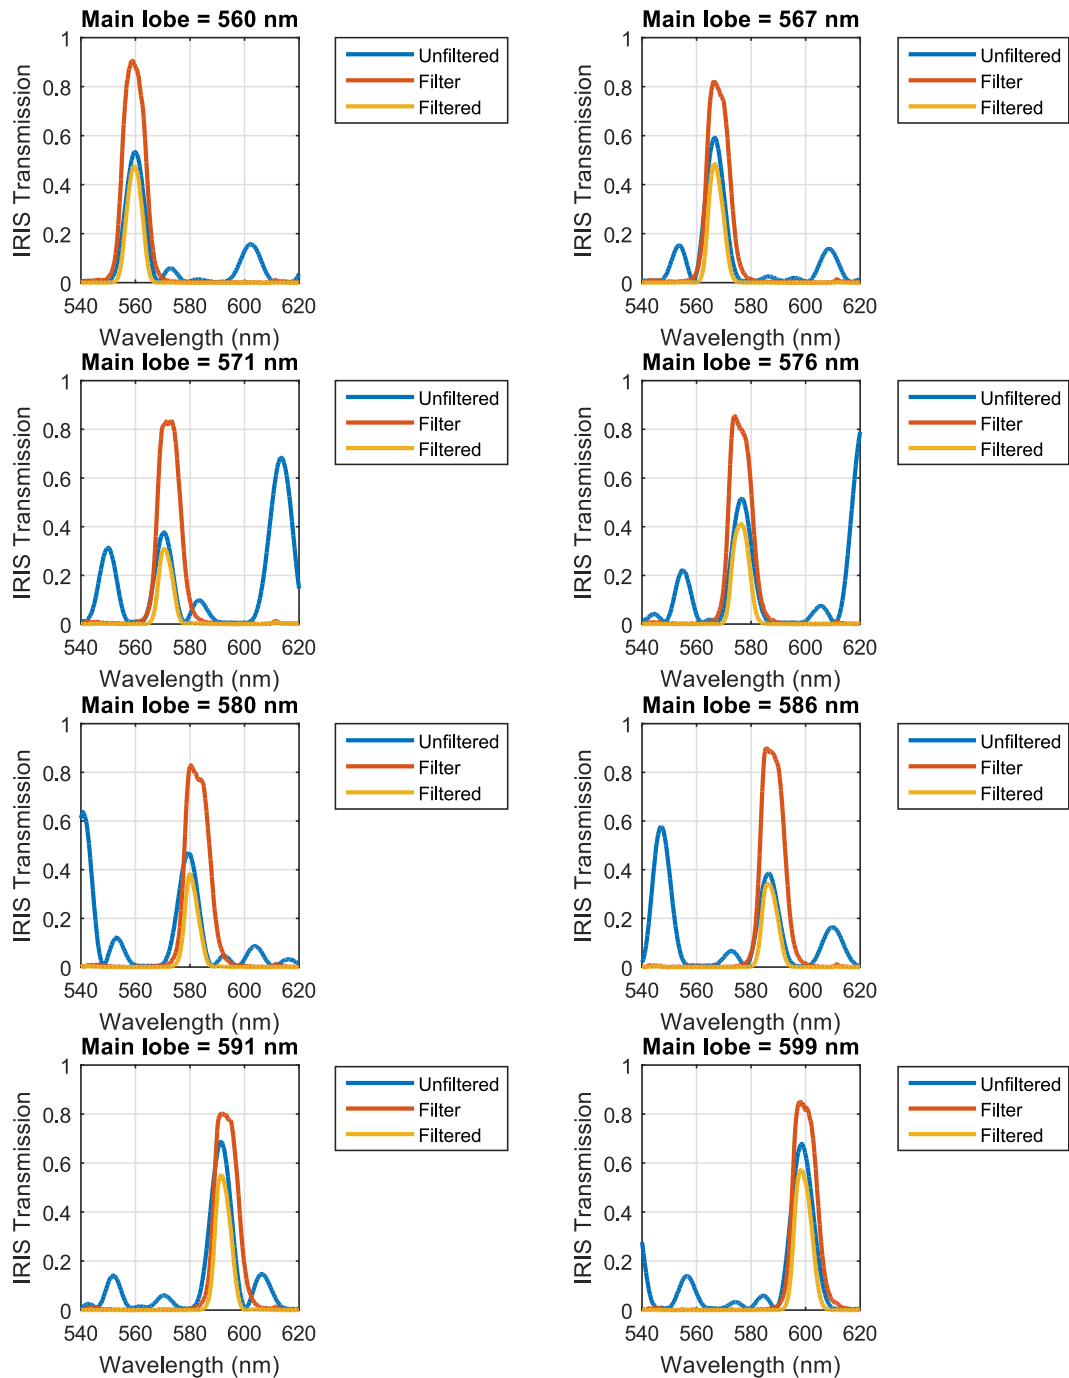 Main lobe = 560 nm
IRIS Transmission
1
0.8
0.6
0.4
0.2
0
540 560 580 600 620
Wavelength (nm)
Unfiltered
Filter
Filtered
Main lobe = 567 nm
IRIS Transmission
1
0.8
0.6
0.4
0.2
0
540 560 580 600 620
Wavelength (nm)
Unfiltered
Filter
Filtered
Main lobe = 571 nm
IRIS Transmission
1
0.8
0.6
0.4
0.2
0
540 560 580 600 620
Wavelength (nm)
Unfiltered
Filter
Filtered
Main lobe = 576 nm
IRIS Transmission
1
0.8
0.6
0.4
0.2
0
540 560 580 600 620
Wavelength (nm)
Unfiltered
Filter
Filtered
Main lobe = 580 nm
IRIS Transmission
1
0.8
0.6
0.4
0.2
0
540 560 580 600 620
Wavelength (nm)
Unfiltered
Filter
Filtered
Main lobe = 586 nm
IRIS Transmission
1
0.8
0.6
0.4
0.2
0
540 560 580 600 620
Wavelength (nm)
Unfiltered
Filter
Filtered
Main lobe = 591 nm
IRIS Transmission
1
0.8
0.6
0.4
0.2
0
540 560 580 600 620
Wavelength (nm)
Unfiltered
Filter
Filtered
Main lobe = 599 nm
IRIS Transmission
1
0.8
0.6
0.4
0.2
0
540 560 580 600 620
Wavelength (nm)
Unfiltered
Filter
Filtered